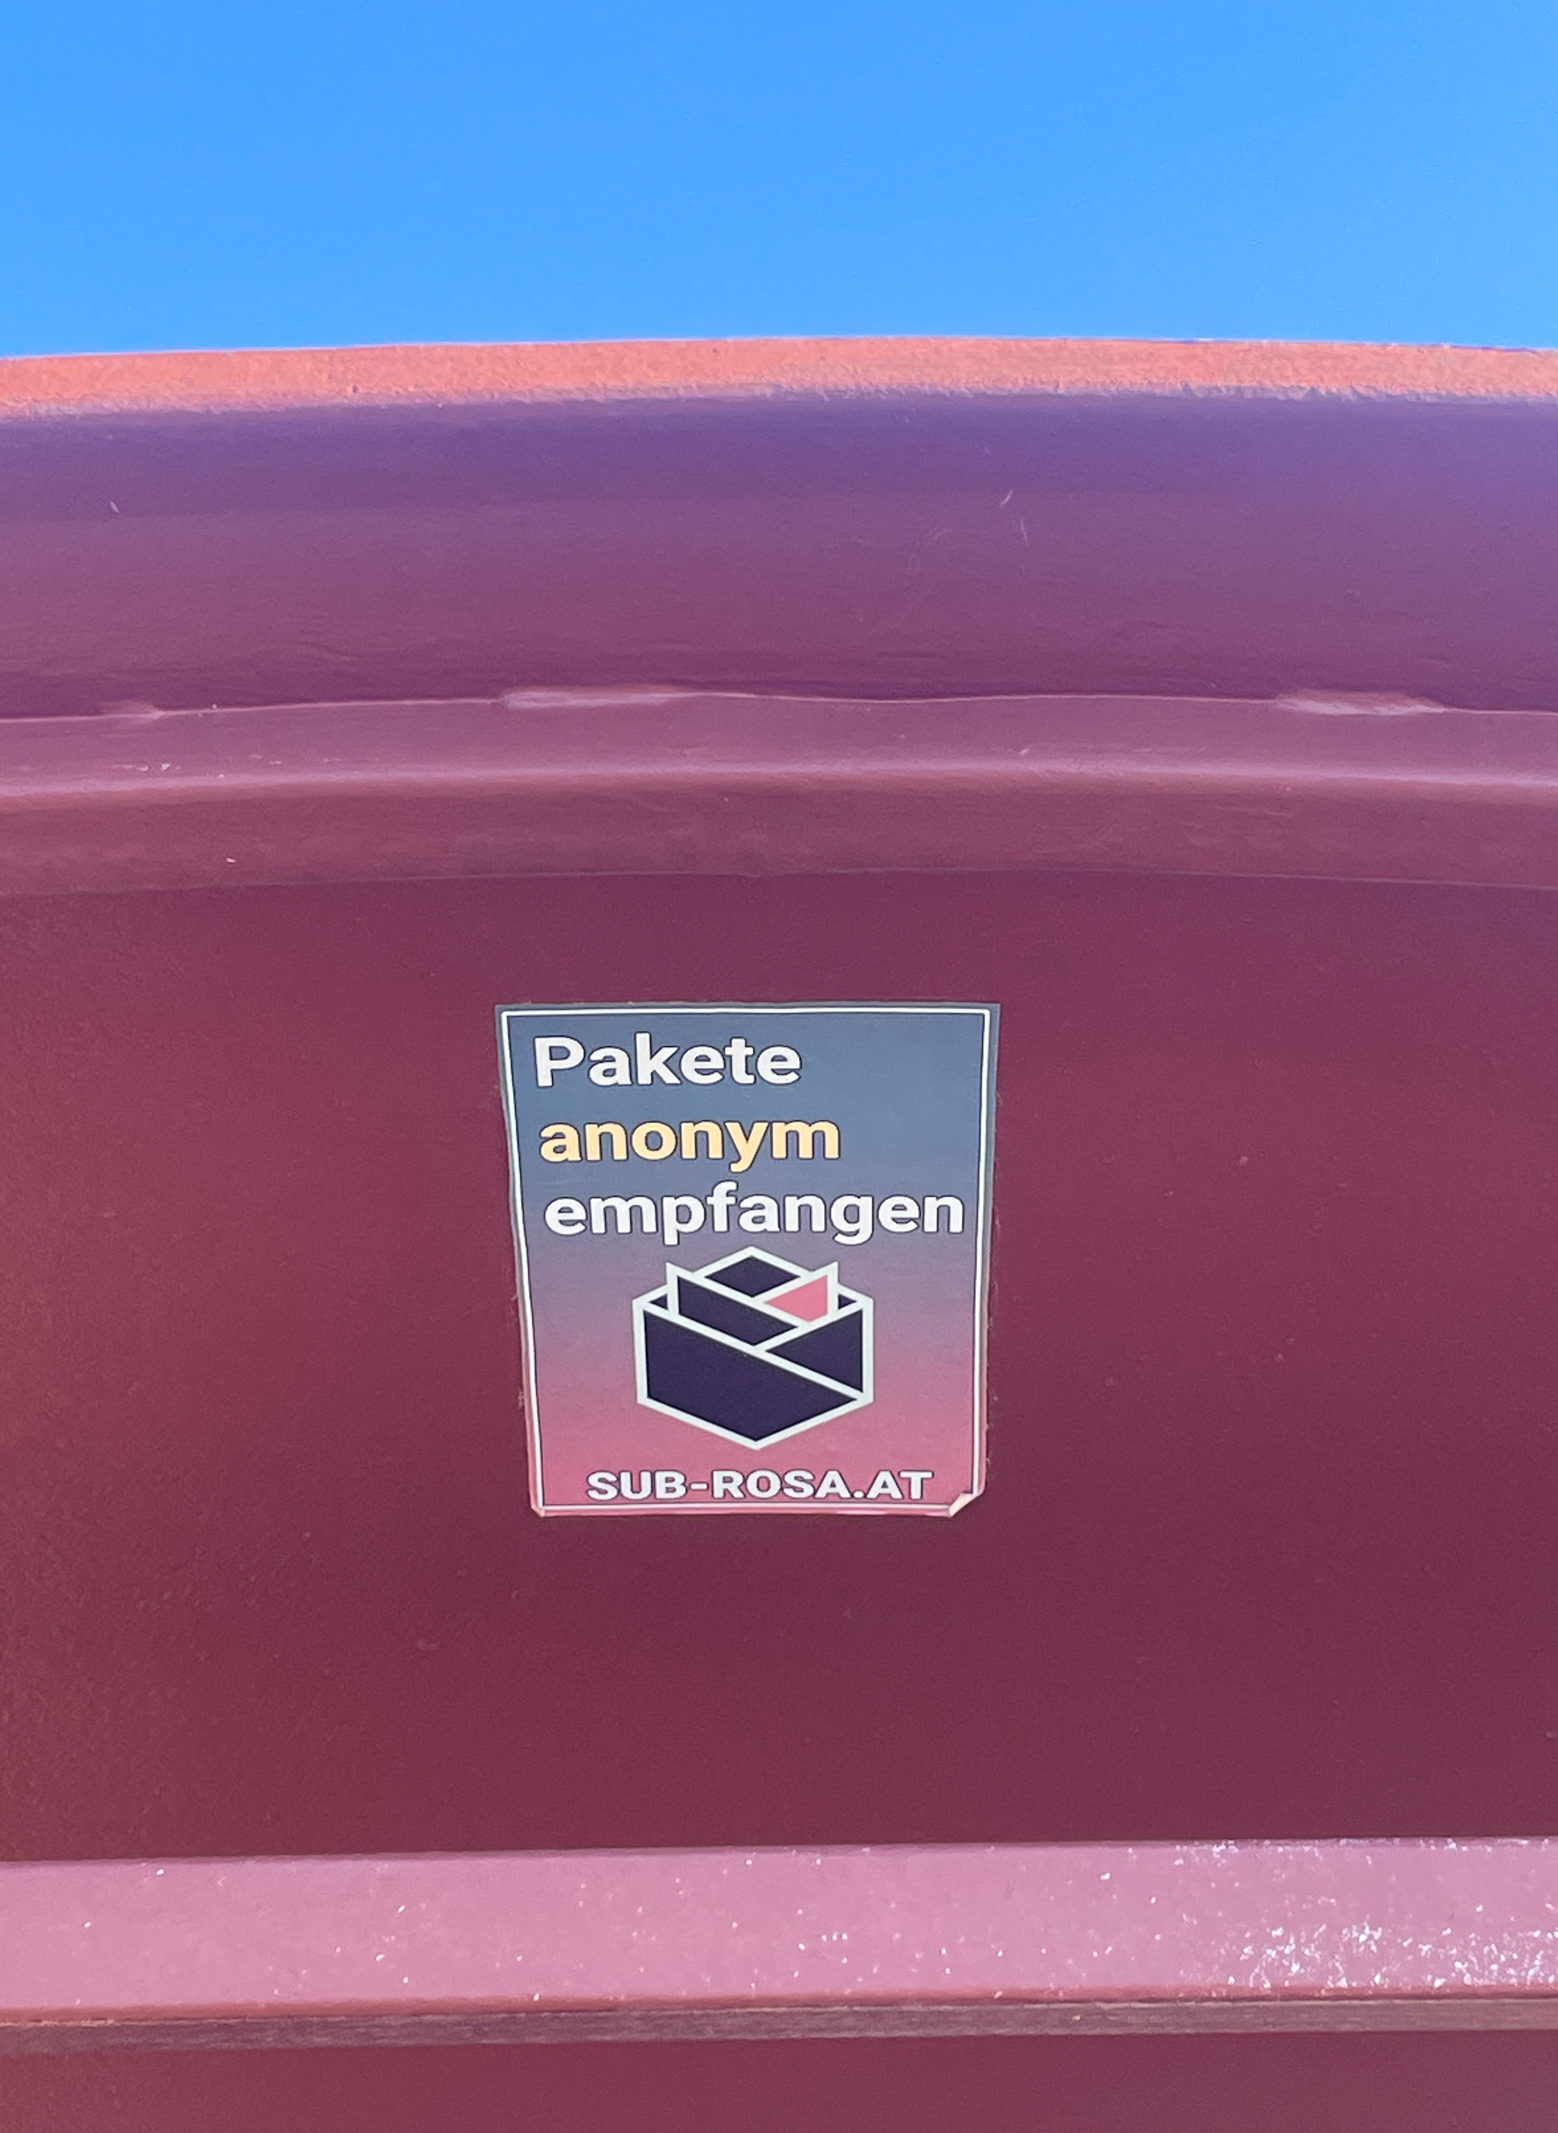 Pakete
anonym
empfangen
SUB-ROSA.AT